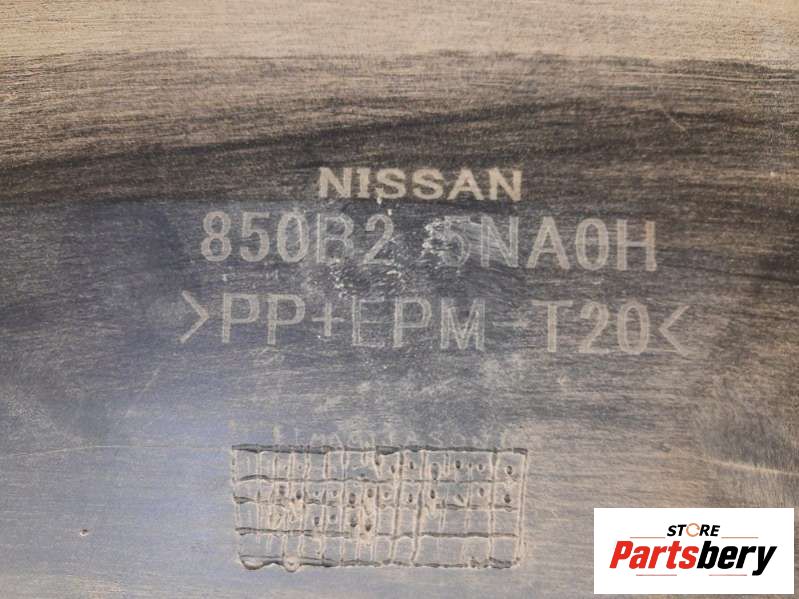 NISSAN
850B2 5NA0H
>PP+EPM-T20<
STORE
Partsbery